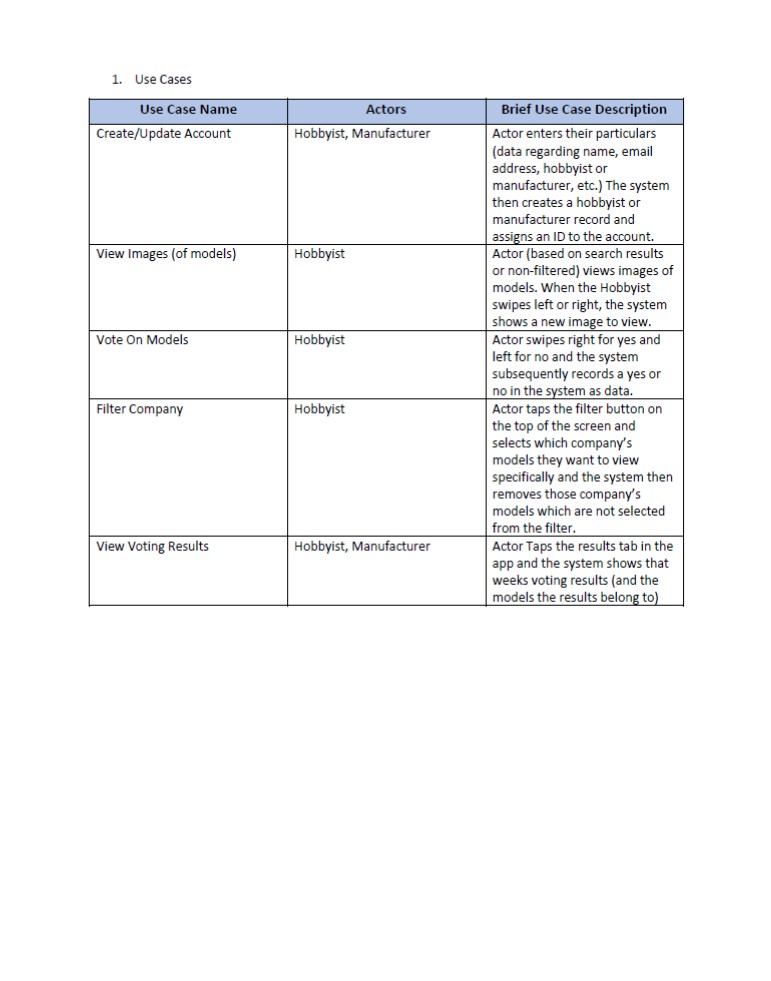 1. Use Cases
Use Case Name Actors Brief Use Case Description
Create/Update Account Hobbyist, Manufacturer Actor enters their particulars
(data regarding name, email
address, hobbyist or
manufacturer, etc.) The system
then creates a hobbyist or
manufacturer record and
assigns an ID to the account.
View Images (of models) Hobbyist Actor (based on search results
or non-filtered) views images of
models. When the Hobbyist
swipes left or right, the system
shows a new image to view.
Vote On Models Hobbyist Actor swipes right for yes and
left for no and the system
subsequently records a yes or
no in the system as data.
Filter Company Hobbyist Actor taps the filter button on
the top of the screen and
selects which company’s
models they want to view
specifically and the system then
removes those company’s
models which are not selected
from the filter.
View Voting Results Hobbyist, Manufacturer Actor Taps the results tab in the
app and the system shows that
weeks voting results (and the
models the results belong to)